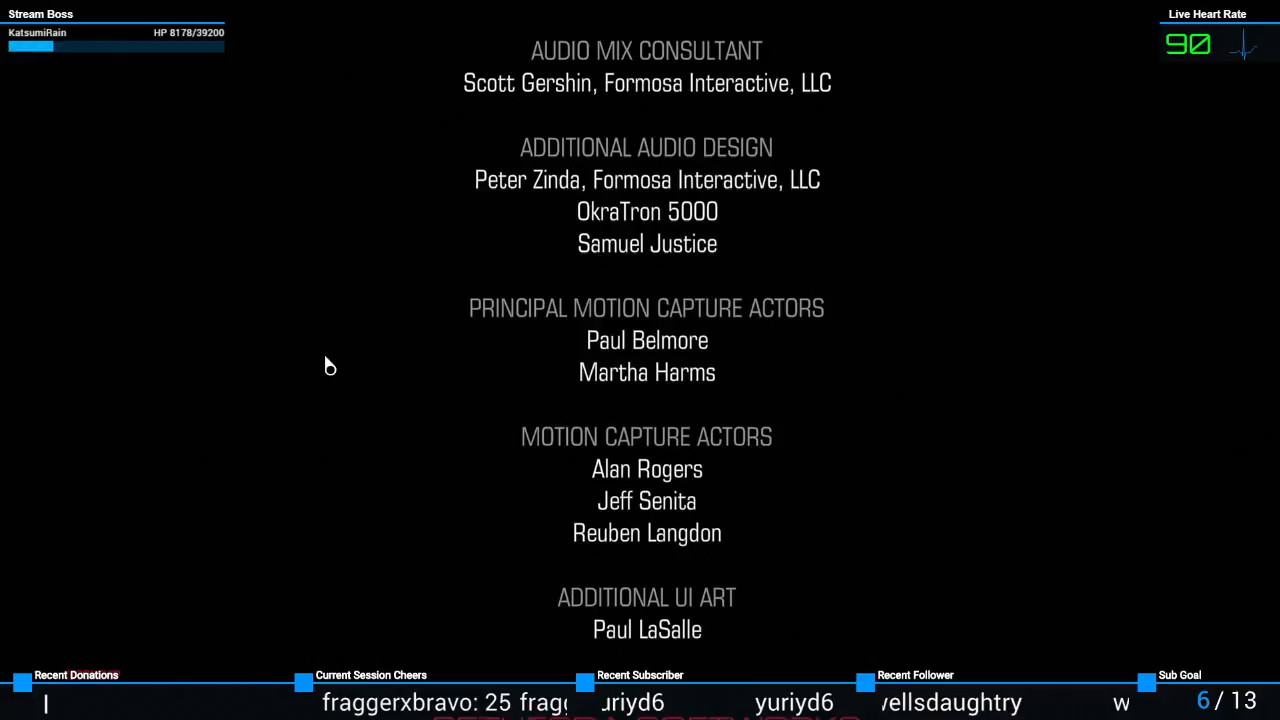 Stream Boss
KatsumiRain HP 8178/39200
Live Heart Rate
90
AUDIO MIX CONSULTANT
Scott Gershin, Formosa Interactive, LLC
ADDITIONAL AUDIO DESIGN
Peter Zinda, Formosa Interactive, LLC
OkraTron 5000
Samuel Justice
PRINCIPAL MOTION CAPTURE ACTORS
Paul Belmore
Martha Harms
MOTION CAPTURE ACTORS
Alan Rogers
Jeff Senita
Reuben Langdon
ADDITIONAL UI ART
Paul LaSalle
Recent Donations
Current Session Cheers
fraggerxbravo: 25 fragg
Recent Subscriber
uriyd6 yuriyd6
Recent Follower
vellsdaughtry w
Sub Goal
6 / 13